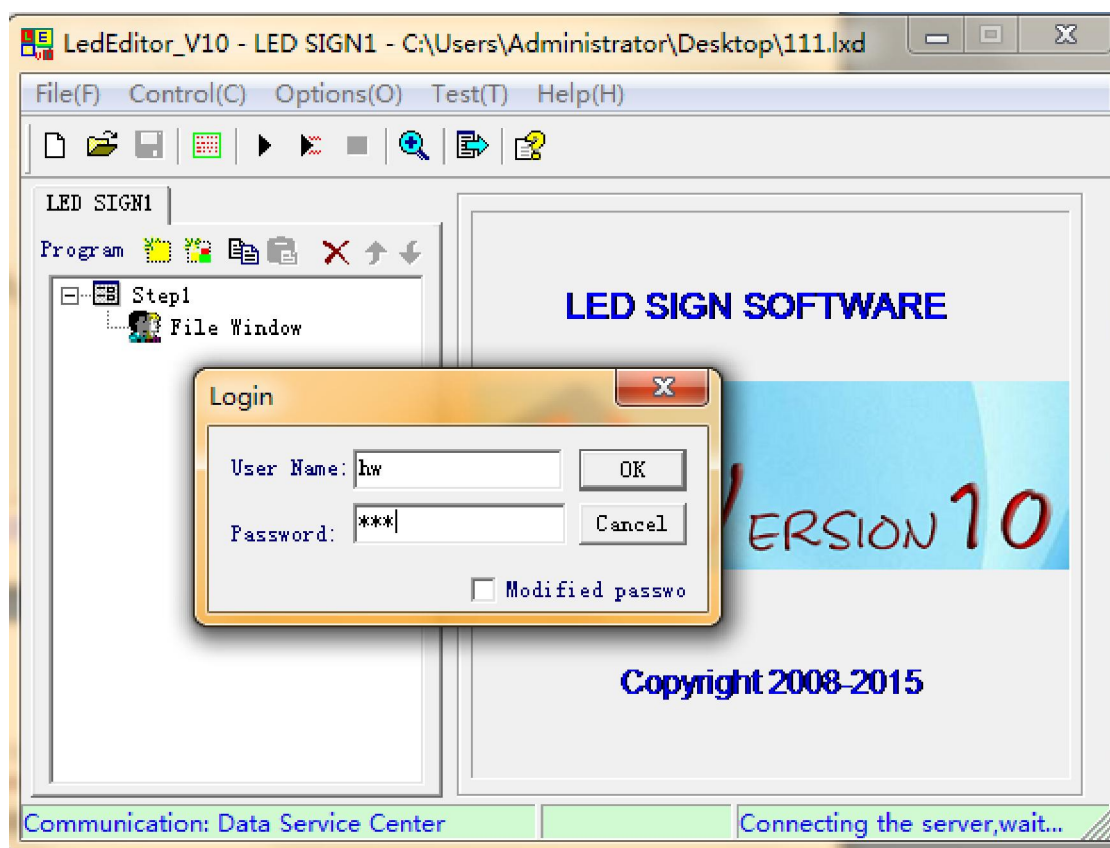 LedEditor_V10 - LED SIGN1 - C:\Users\Administrator\Desktop\111.lxd
File(F) Control(C) Options(O) Test(T) Help(H)
LED SIGN1
Program
Step1
File Window
LED SIGN SOFTWARE
Login
User Name: hw
OK
Password: ***
Cancel
Modified passwo
VERSION 10
Copyright 2008-2015
Communication: Data Service Center
Connecting the server,wait...